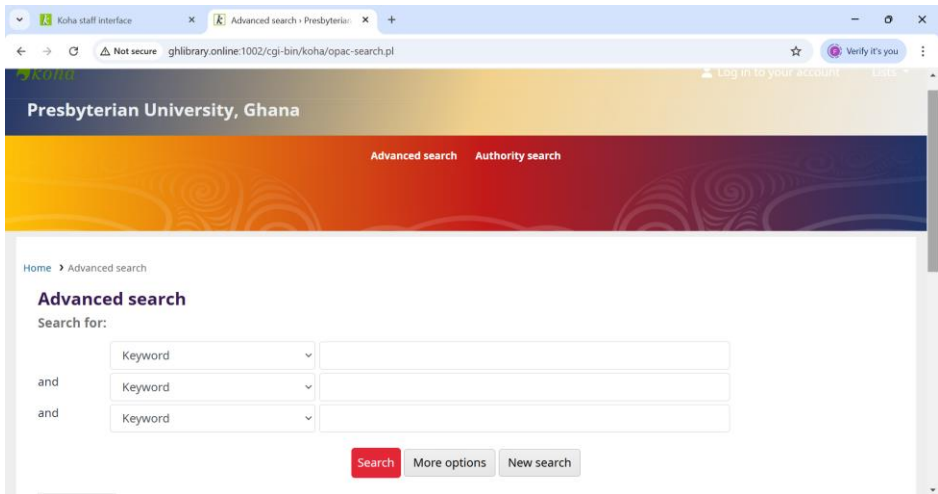 Koha staff interface
Advanced search › Presbyterian
Not secure ghlibrary.online:1002/cgi-bin/koha/opac-search.pl Verify it's you
koha Log in to your account Lists
Presbyterian University, Ghana
Advanced search Authority search
Home Advanced search
Advanced search
Search for:
Keyword
and Keyword
and Keyword
Search More options New search